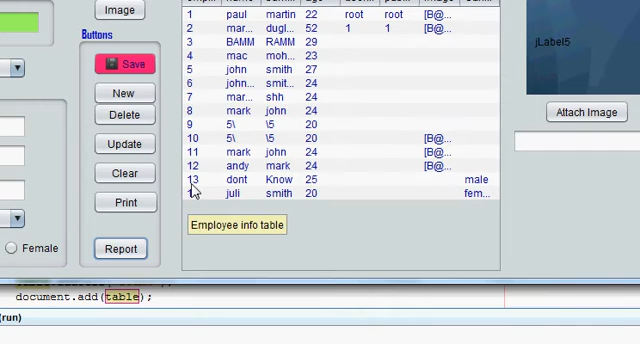 Image
Buttons
Save
New
Delete
Update
Clear
Print
Report
Female
1 paul martin 22 root root [B@...
2 mar... dugl... 52 1 1 [B@...
3 BAMM RAMM 29
4 mac moh... 23
5 john smith 27
6 john... smit... 24
7 mar... shh 24
8 mark john 24
9 5\ \5 20
10 5\ \5 20 [B@...
11 mark john 24 [B@...
12 andy mark 24 [B@...
13 dont Know 25 male
juli smith 20 fem...
Employee info table
jLabel5
Attach Image
document.add(table);
(run)